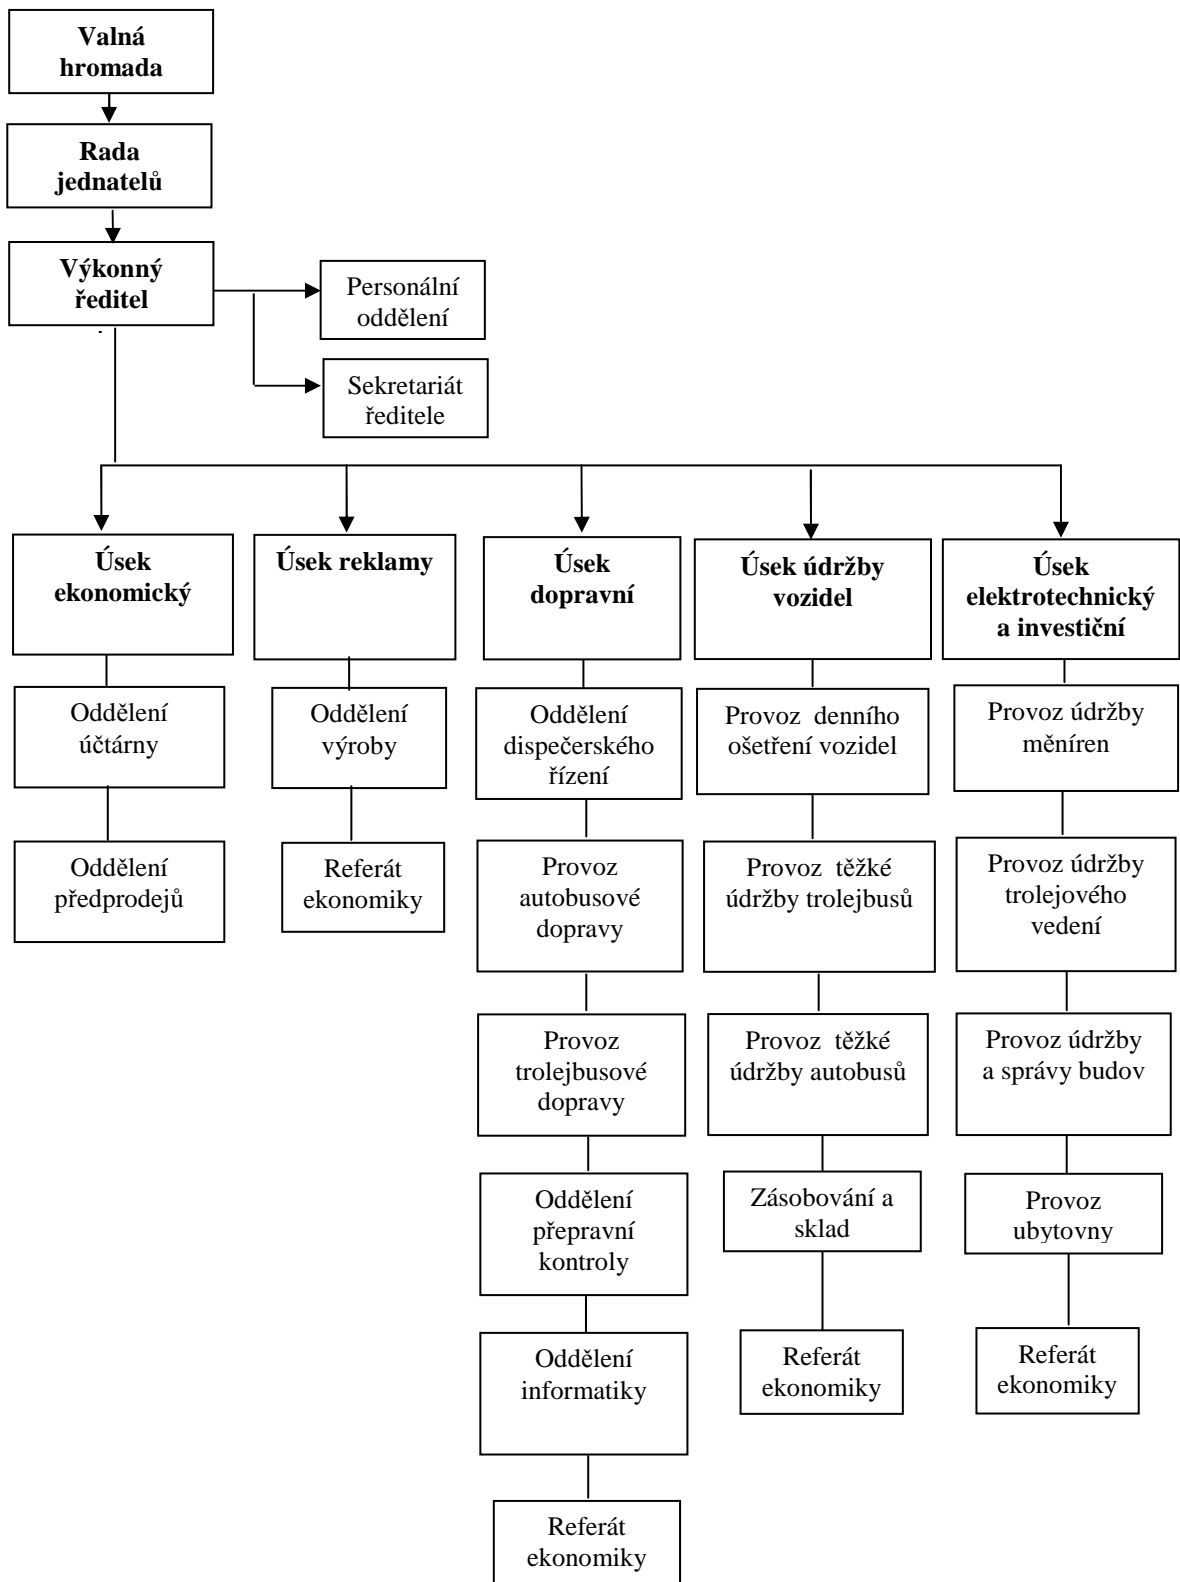 Valná
hromada
Rada
jednatelů
Výkonný
ředitel
Personální
oddělení
Sekretariát
ředitele
Úsek
ekonomický
Úsek reklamy
Úsek
dopravní
Úsek údržby
vozidel
Úsek
elektrotechnický
a investiční
Oddělení
účtárny
Oddělení
výroby
Oddělení
dispečerského
řízení
Provoz denního
ošetření vozidel
Provoz údržby
měníren
Oddělení
předprodejů
Referát
ekonomiky
Provoz
autobusové
dopravy
Provoz těžké
údržby trolejbusů
Provoz údržby
trolejového
vedení
Provoz
trolejbusové
dopravy
Provoz těžké
údržby autobusů
Provoz údržby
a správy budov
Oddělení
přepravní
kontroly
Zásobování a
sklad
Provoz
ubytovny
Oddělení
informatiky
Referát
ekonomiky
Referát
ekonomiky
Referát
ekonomiky